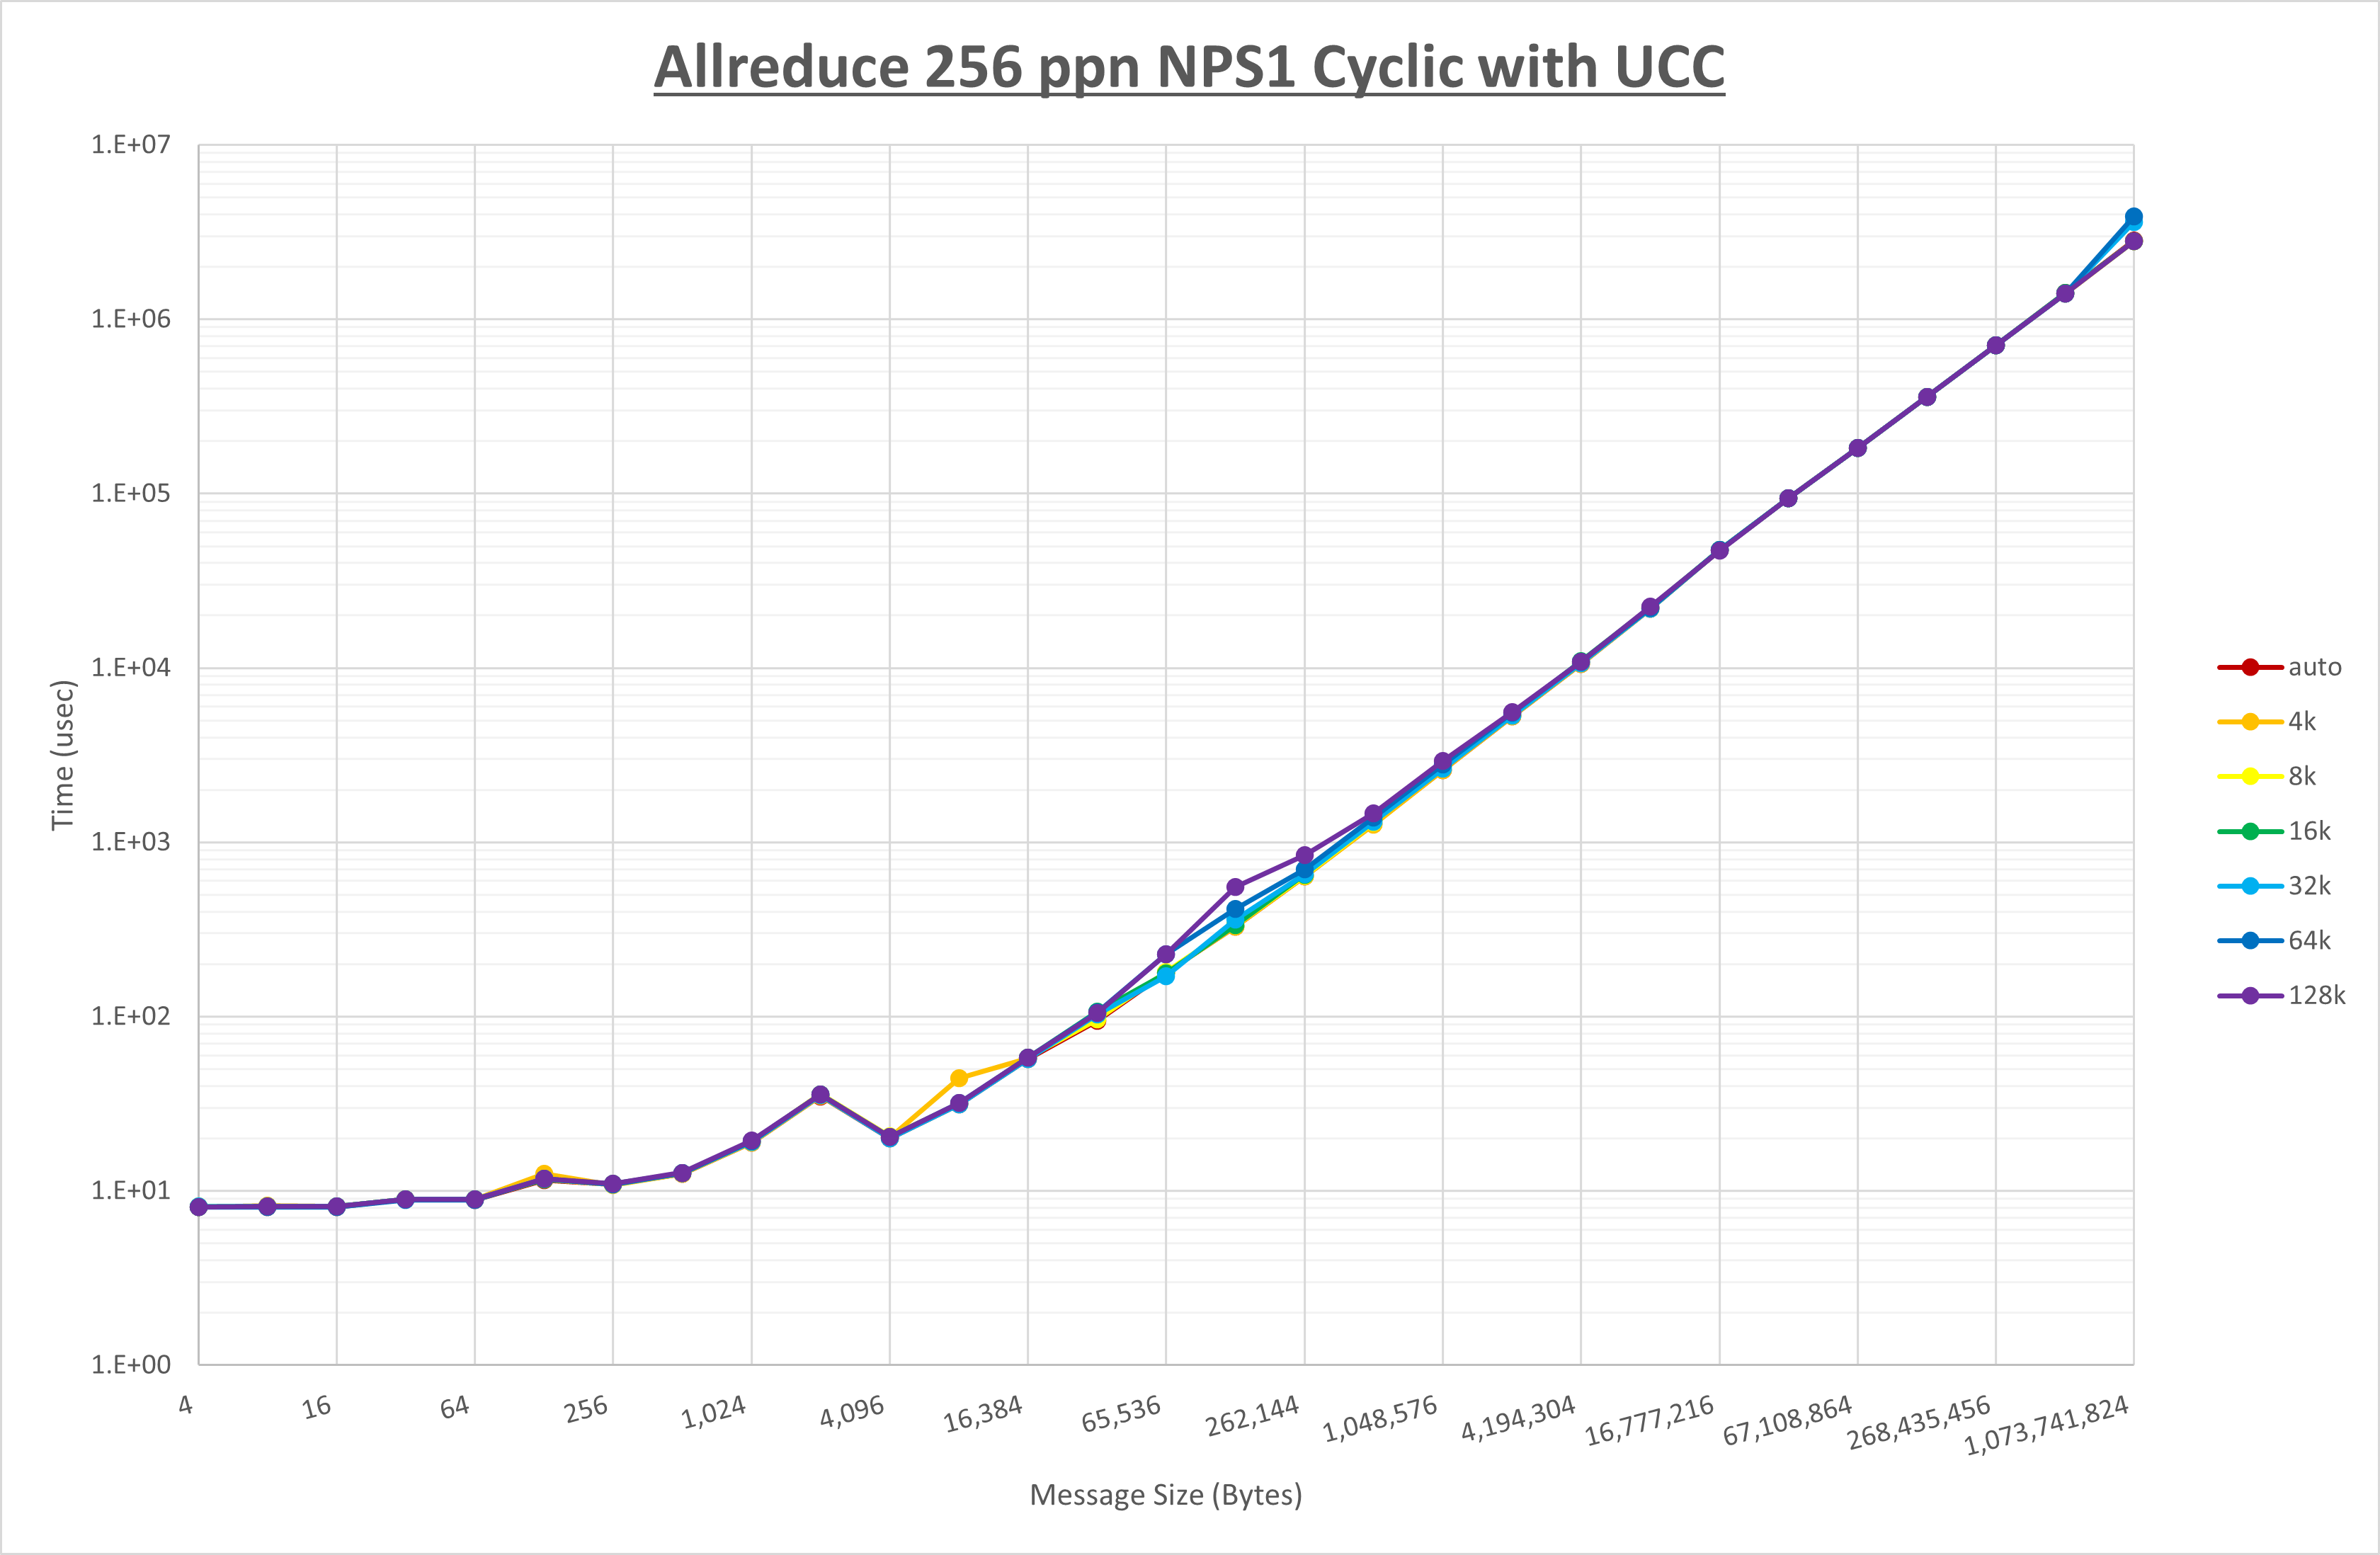 Allreduce 256 ppn NPS1 Cyclic with UCC
1.E+07
1.E+06
1.E+05
1.E+04
1.E+03
1.E+02
1.E+01
1.E+00
Time (usec)
4
16
64
256
1,024
4,096
16,384
65,536
262,144
1,048,576
4,194,304
16,777,216
67,108,864
268,435,456
1,073,741,824
Message Size (Bytes)
auto
4k
8k
16k
32k
64k
128k